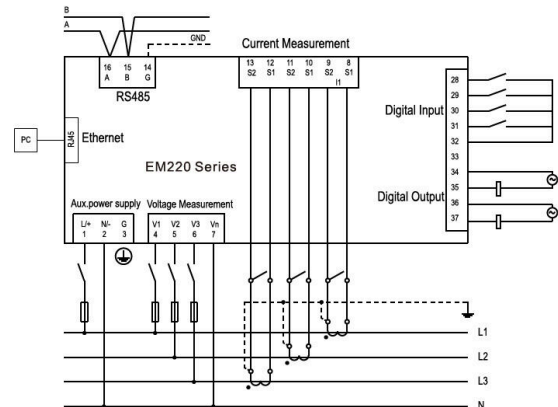 B
A
GND
16 15 14
A B G
RS485
Current Measurement
13 12 11 10 9 8
S2 S1 S2 S1 S2 S1
I1
PC
RJ45
Ethernet
EM220 Series
Digital Input
28
29
30
31
32
33
Digital Output
34
35
36
37
Aux.power supply
L/+ N/- G
1 2 3
Voltage Measurement
V1 V2 V3 Vn
4 5 6 7
L1
L2
L3
N